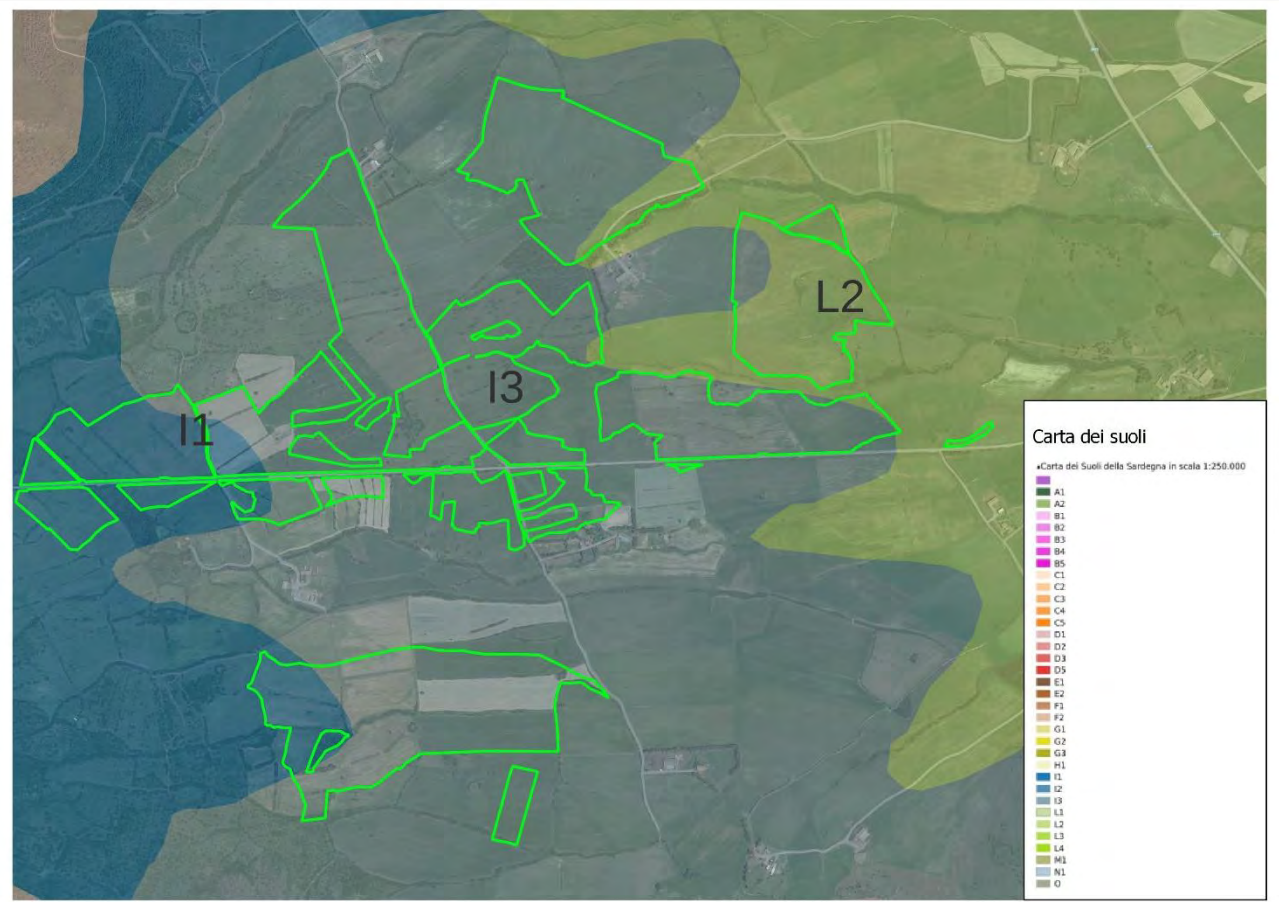 L2
I3
I1
Carta dei suoli
Carta dei Suoli della Sardegna in scala 1:250.000
A1
A2
B1
B2
B3
B4
B5
C1
C2
C3
C4
C5
D1
D2
D3
D5
E1
E2
F1
F2
G1
G2
G3
H1
I1
I2
I3
L1
L2
L3
L4
M1
N1
O